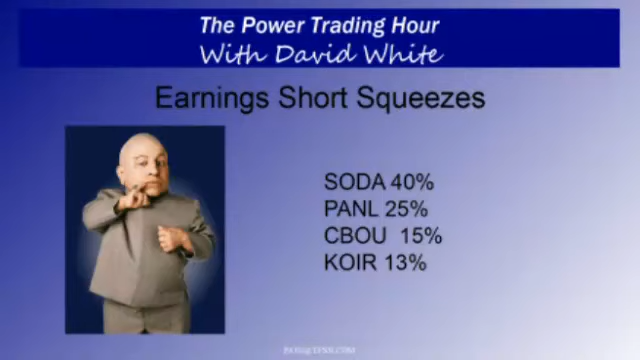 The Power Trading Hour
With David White
Earnings Short Squeezes
SODA 40%
PANL 25%
CBOU 15%
KOIR 13%